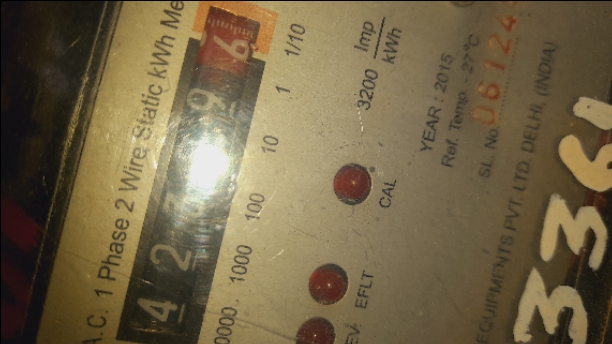 A.C. 1 Phase 2 Wire Static kWh Me
4 2 9 6
0000 1000 100 10 1 1/10
EFLT CAL
3200 Imp/kWh
YEAR : 2015
Ref. Temp. 27°C
SL. No. 06124
EQUIPMENTS PVT. LTD. DELHI, (INDIA)
336